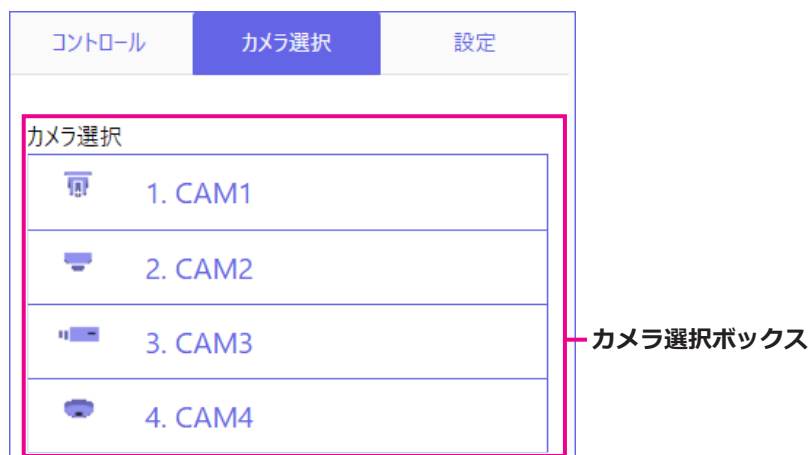 コントロール カメラ選択 設定
カメラ選択
1. CAM1
2. CAM2
3. CAM3
カメラ選択ボックス
4. CAM4